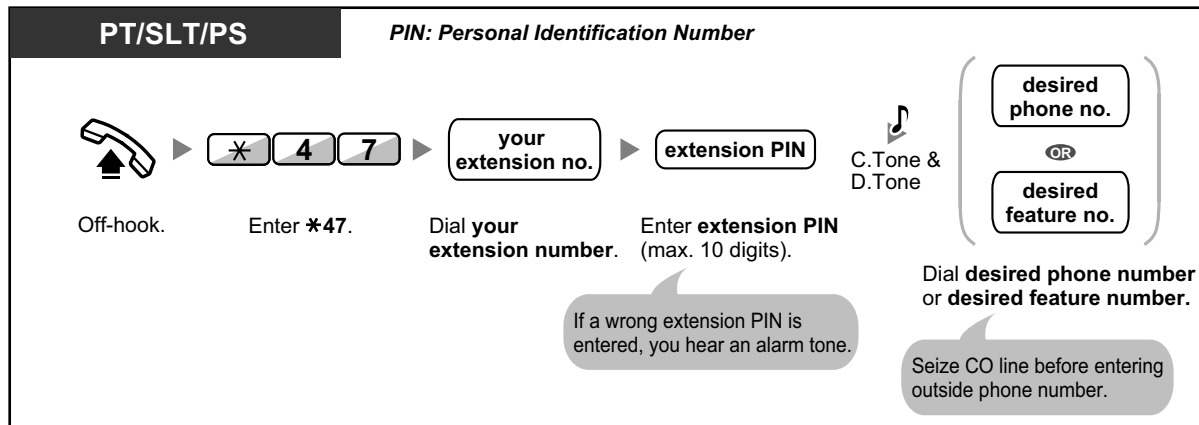 PT/SLT/PS
PIN: Personal Identification Number
* 4 7
your
extension no.
extension PIN
C.Tone &
D.Tone
desired
phone no.
OR
desired
feature no.
Off-hook.
Enter *47.
Dial your
extension number.
Enter extension PIN
(max. 10 digits).
Dial desired phone number
or desired feature number.
If a wrong extension PIN is
entered, you hear an alarm tone.
Seize CO line before entering
outside phone number.